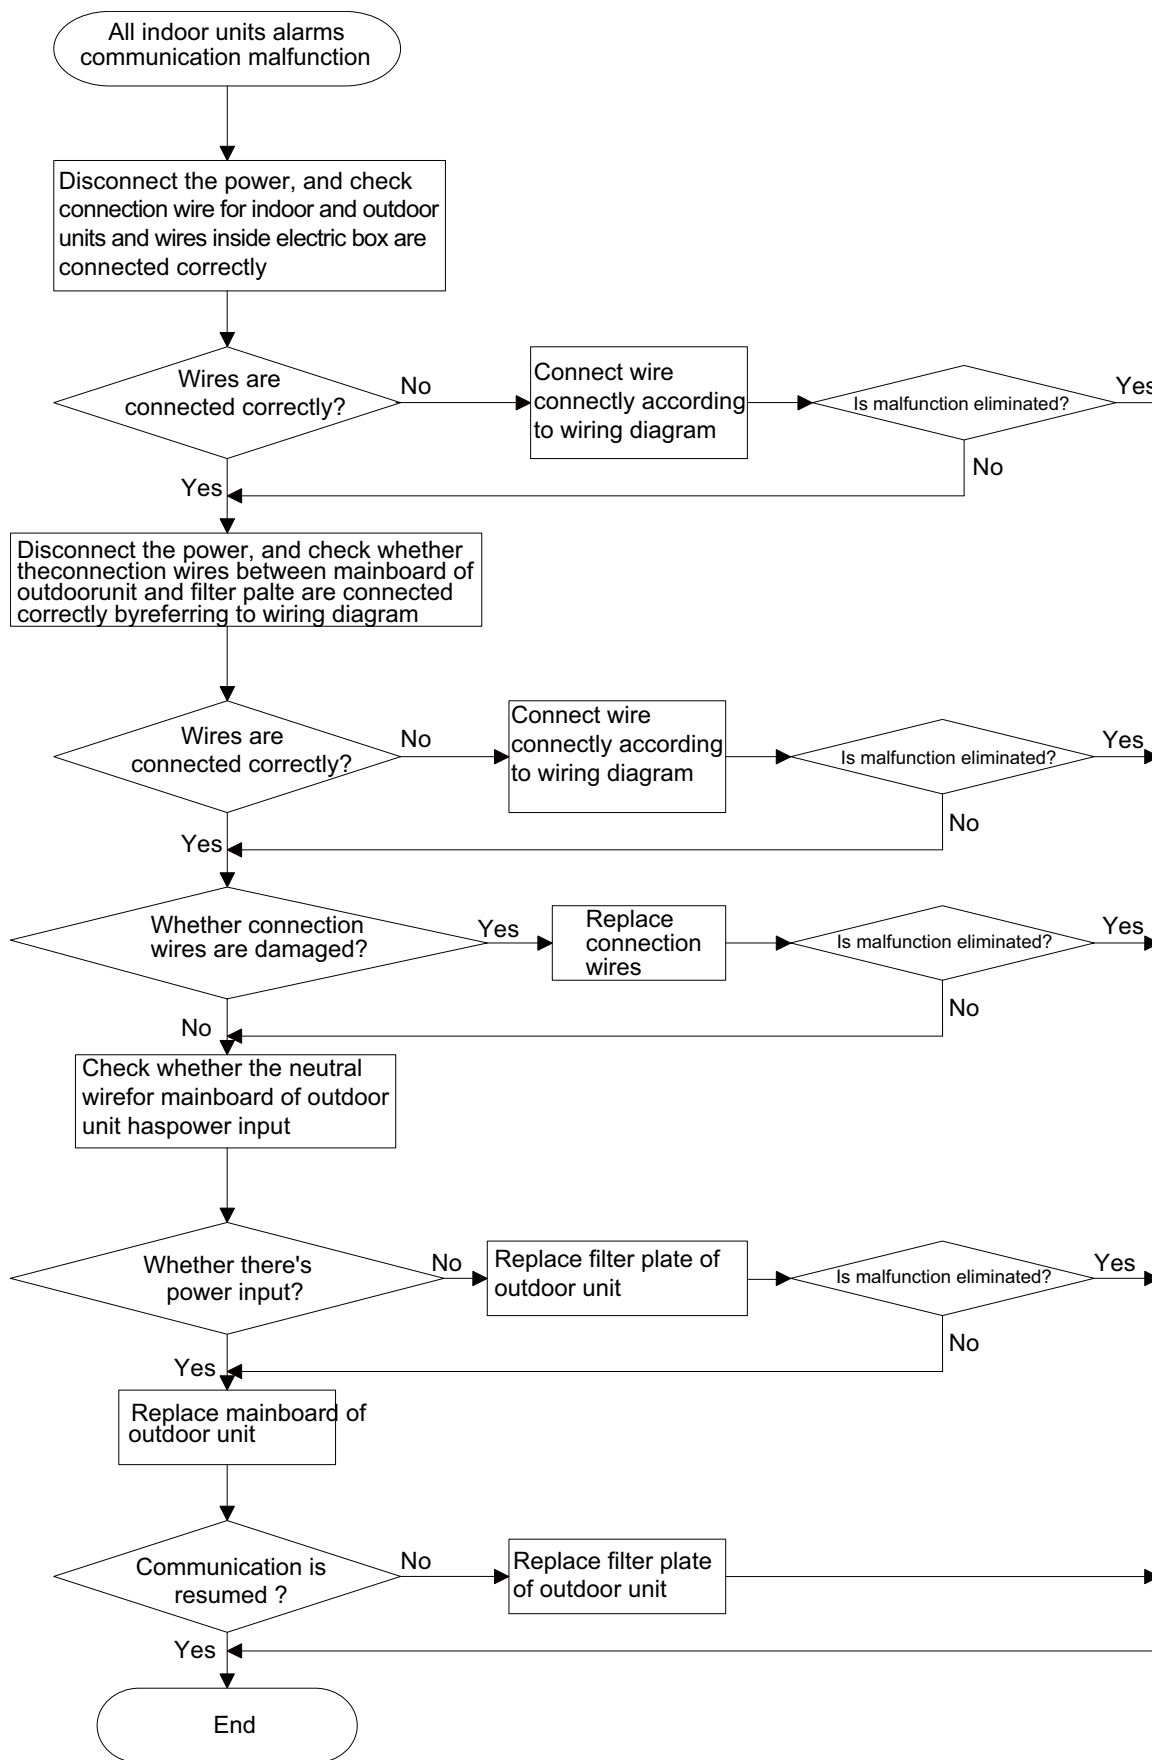 All indoor units alarms
communication malfunction
Disconnect the power, and check
connection wire for indoor and outdoor
units and wires inside electric box are
connected correctly
Wires are
connected correctly?
No
Connect wire
connectly according
to wiring diagram
Is malfunction eliminated?
Yes
No
Yes
Disconnect the power, and check whether
theconnection wires between mainboard of
outdoorunit and filter palte are connected
correctly byreferring to wiring diagram
Wires are
connected correctly?
No
Connect wire
connectly according
to wiring diagram
Is malfunction eliminated?
Yes
No
Yes
Whether connection
wires are damaged?
Yes
Replace
connection
wires
Is malfunction eliminated?
Yes
No
No
Check whether the neutral
wirefor mainboard of outdoor
unit haspower input
Whether there's
power input?
No
Replace filter plate of
outdoor unit
Is malfunction eliminated?
Yes
No
Yes
Replace mainboard of
outdoor unit
Communication is
resumed ?
No
Replace filter plate
of outdoor unit
Yes
End